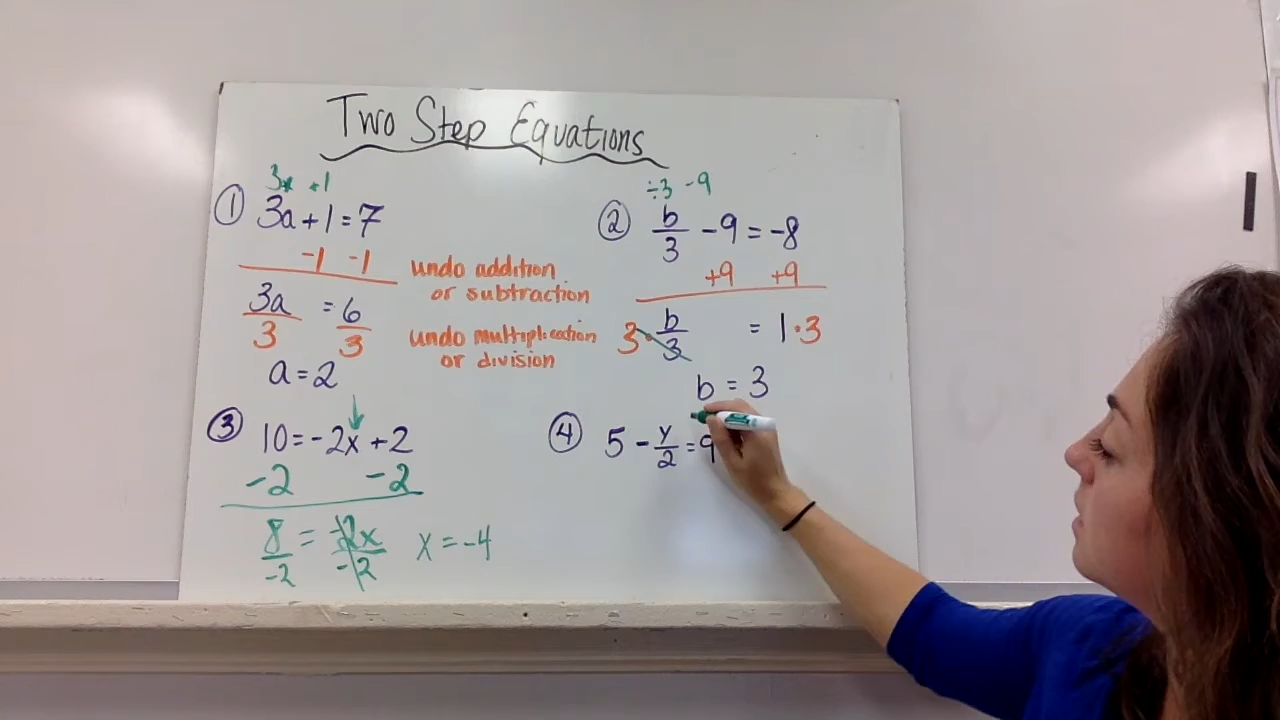 Two Step Equations
3x +1
① 3a+1=7
-1 -1
undo addition
or subtraction
3a = 6
3 3
undo multiplication
or division
a=2
÷3 -9
② b/3 -9=-8
+9 +9
3· b/3 = 1·3
b = 3
③ 10=-2x+2
-2 -2
8 = -2x
-2 -2
x=-4
④ 5 - y/2 = 9